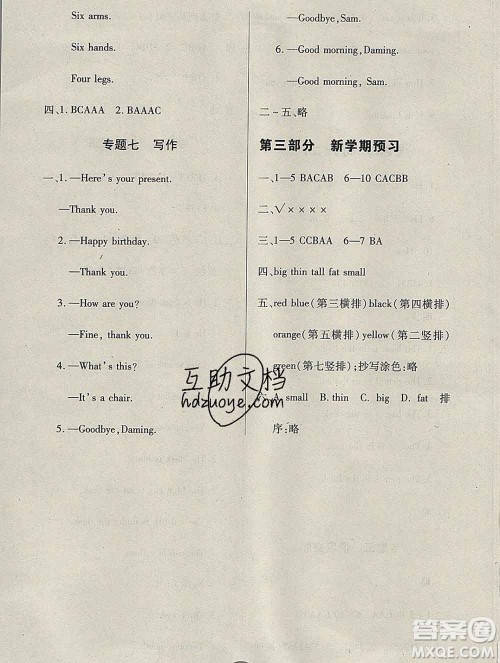 Six arms.
Six hands.
Four legs.
四、1. BCAAA 2. BAAAC
专题七 写作
一、1. —Here's your present.
—Thank you.
2. —Happy birthday.
—Thank you.
3. —How are you?
—Fine, thank you.
4. —What's this?
—It's a chair.
5. —Goodbye, Daming.
—Goodbye, Sam.
6. —Good morning, Daming.
—Good morning, Sam.
二-五、略
第三部分 新学期预习
一、1—5 BACAB 6—10 CACBB
二、√××××
三、1—5 CCBAA 6—7 BA
四、big thin tall fat small
五、red blue(第三横排)black(第四横排)
orange(第五横排)yellow(第二竖排)
green(第七竖排);抄写涂色:略
A. small B. thin C. big D. fat 排
序:略
互助文档
hdzuoye.com
答案圈
MXQE.COM